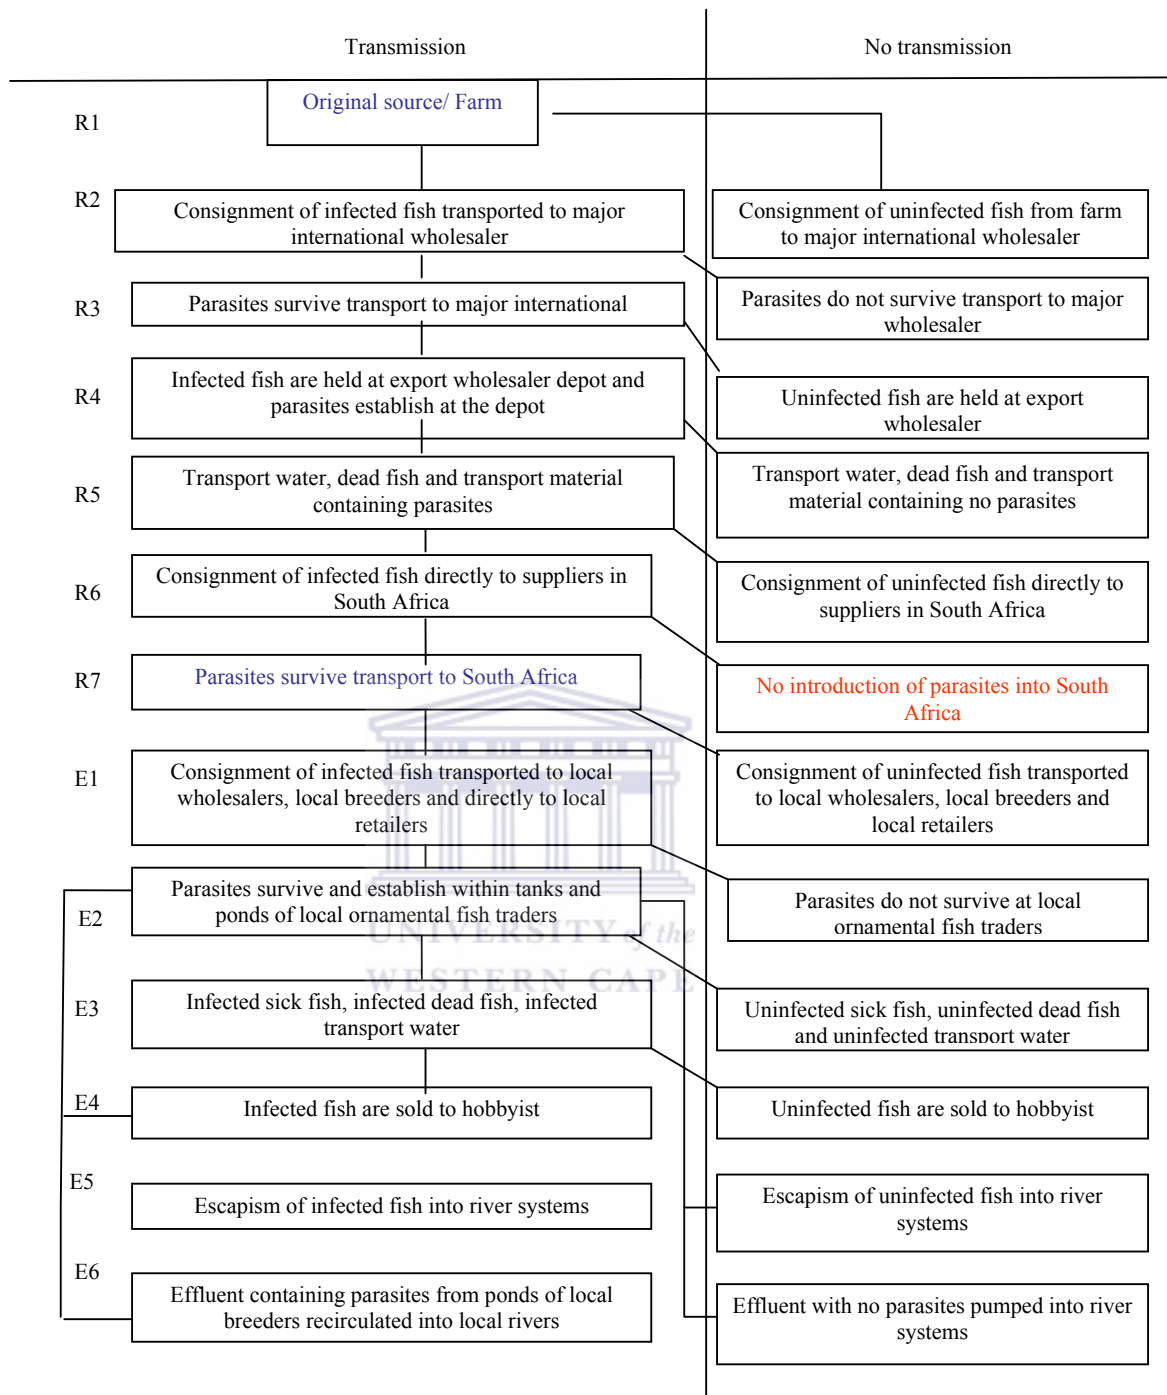 Transmission
No transmission
R1
Original source/ Farm
R2
Consignment of infected fish transported to major
international wholesaler
Consignment of uninfected fish from farm
to major international wholesaler
R3
Parasites survive transport to major international
Parasites do not survive transport to major
wholesaler
R4
Infected fish are held at export wholesaler depot and
parasites establish at the depot
Uninfected fish are held at export
wholesaler
R5
Transport water, dead fish and transport material
containing parasites
Transport water, dead fish and transport
material containing no parasites
R6
Consignment of infected fish directly to suppliers in
South Africa
Consignment of uninfected fish directly to
suppliers in South Africa
R7
Parasites survive transport to South Africa
No introduction of parasites into South
Africa
E1
Consignment of infected fish transported to local
wholesalers, local breeders and directly to local
retailers
Consignment of uninfected fish transported
to local wholesalers, local breeders and
local retailers
E2
Parasites survive and establish within tanks and
ponds of local ornamental fish traders
Parasites do not survive at local
ornamental fish traders
UNIVERSITY of the
WESTERN CAPE
E3
Infected sick fish, infected dead fish, infected
transport water
Uninfected sick fish, uninfected dead fish
and uninfected transport water
E4
Infected fish are sold to hobbyist
Uninfected fish are sold to hobbyist
E5
Escapism of infected fish into river systems
Escapism of uninfected fish into river
systems
E6
Effluent containing parasites from ponds of local
breeders recirculated into local rivers
Effluent with no parasites pumped into river
systems